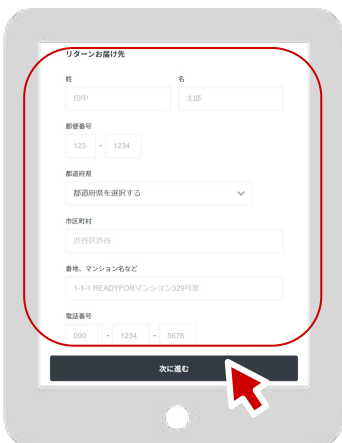 リターンお届け先
姓 名
田中 太郎
郵便番号
123 - 1234
都道府県
都道府県を選択する
市区町村
渋谷区渋谷
番地、マンション名など
1-1-1 READYFORマンション329号室
電話番号
090 - 1234 - 5678
次に進む